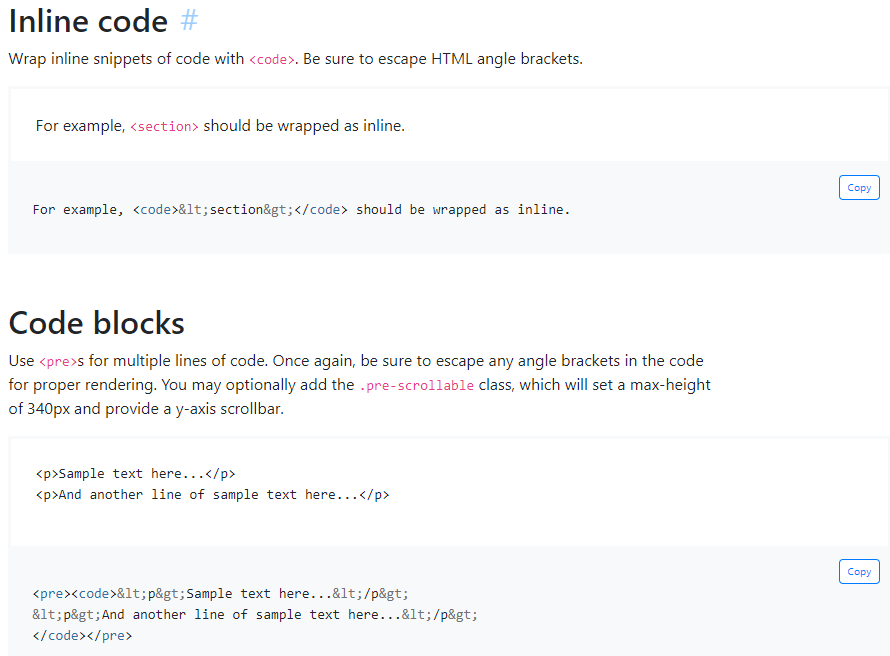 Inline code #
Wrap inline snippets of code with <code>. Be sure to escape HTML angle brackets.
For example, <section> should be wrapped as inline.
Copy
For example, <code>&lt;section&gt;</code> should be wrapped as inline.
Code blocks
Use <pre>s for multiple lines of code. Once again, be sure to escape any angle brackets in the code
for proper rendering. You may optionally add the .pre-scrollable class, which will set a max-height
of 340px and provide a y-axis scrollbar.
<p>Sample text here...</p>
<p>And another line of sample text here...</p>
Copy
<pre><code>&lt;p&gt;Sample text here...&lt;/p&gt;
&lt;p&gt;And another line of sample text here...&lt;/p&gt;
</code></pre>